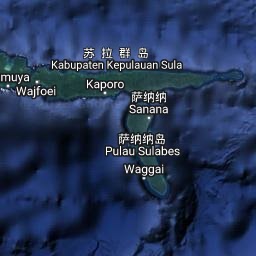 苏拉群岛
Kabupaten Kepulauan Sula
muya
Wajfoei
Kaporo
萨纳纳
Sanana
萨纳纳岛
Pulau Sulabes
Waggai